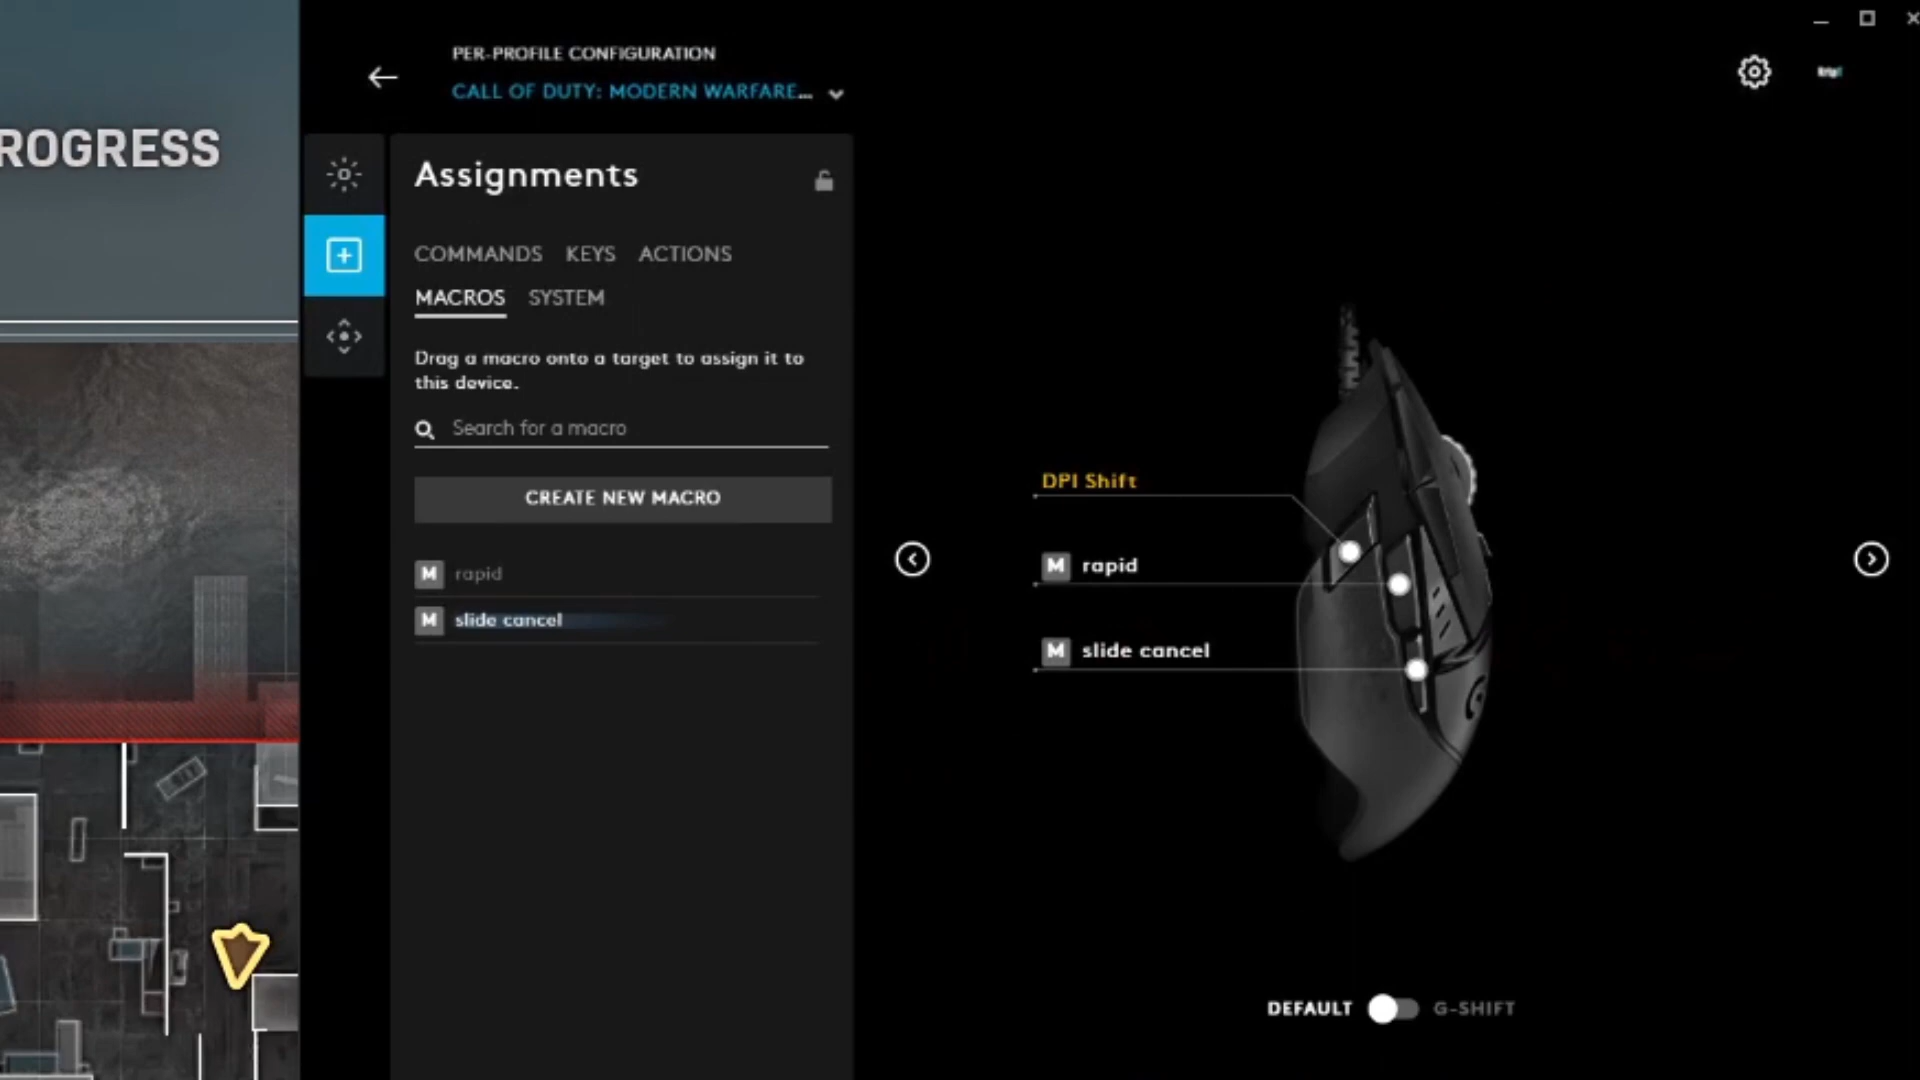 ROGRESS
PER-PROFILE CONFIGURATION
CALL OF DUTY: MODERN WARFARE...
Assignments
COMMANDS KEYS ACTIONS
MACROS SYSTEM
Drag a macro onto a target to assign it to
this device.
Search for a macro
CREATE NEW MACRO
M rapid
M slide cancel
DPI Shift
M rapid
M slide cancel
DEFAULT G-SHIFT